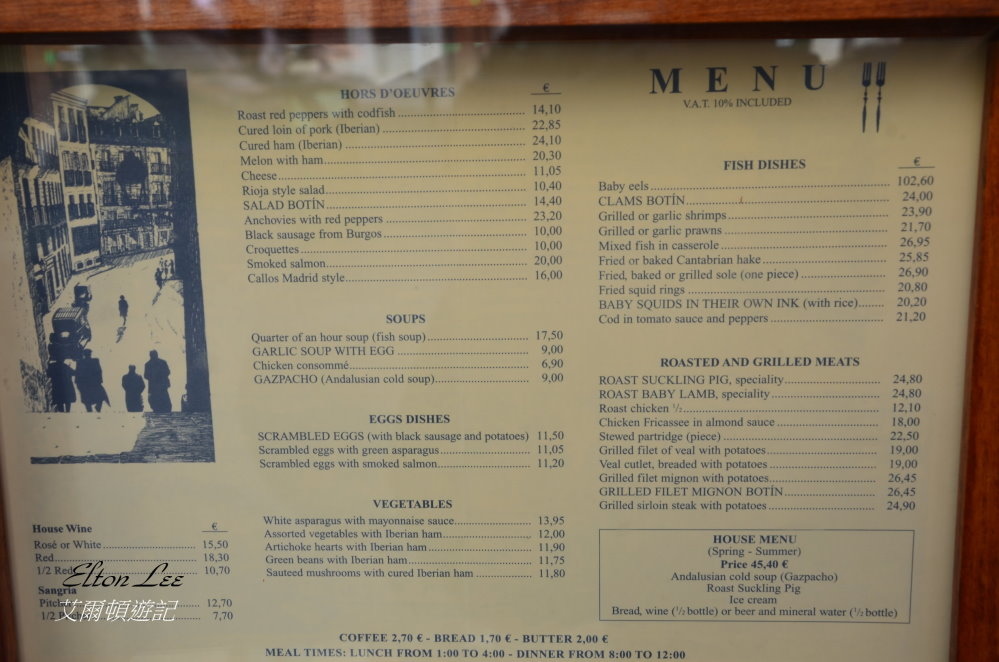 HORS D'OEUVRES €
Roast red peppers with codfish 14,10
Cured loin of pork (Iberian) 22,85
Cured ham (Iberian) 24,10
Melon with ham 20,30
Cheese 11,05
Rioja style salad 10,40
SALAD BOTÍN 14,40
Anchovies with red peppers 23,20
Black sausage from Burgos 10,00
Croquettes 10,00
Smoked salmon 20,00
Callos Madrid style 16,00
SOUPS
Quarter of an hour soup (fish soup) 17,50
GARLIC SOUP WITH EGG 9,00
Chicken consommé 6,90
GAZPACHO (Andalusian cold soup) 9,00
EGGS DISHES
SCRAMBLED EGGS (with black sausage and potatoes) 11,50
Scrambled eggs with green asparagus 11,05
Scrambled eggs with smoked salmon 11,20
VEGETABLES
White asparagus with mayonnaise sauce 13,95
Assorted vegetables with Iberian ham 12,00
Artichoke hearts with Iberian ham 11,90
Green beans with Iberian ham 11,75
Sauteed mushrooms with cured Iberian ham 11,80
MENU
V.A.T. 10% INCLUDED
FISH DISHES €
Baby eels 102,60
CLAMS BOTÍN 24,00
Grilled or garlic shrimps 23,90
Grilled or garlic prawns 21,70
Mixed fish in casserole 26,95
Fried or baked Cantabrian hake 25,85
Fried, baked or grilled sole (one piece) 26,90
Fried squid rings 20,80
BABY SQUIDS IN THEIR OWN INK (with rice) 20,20
Cod in tomato sauce and peppers 21,20
ROASTED AND GRILLED MEATS
ROAST SUCKLING PIG, speciality 24,80
ROAST BABY LAMB, speciality 24,80
Roast chicken ½ 12,10
Chicken Fricassee in almond sauce 18,00
Stewed partridge (piece) 22,50
Grilled filet of veal with potatoes 19,00
Veal cutlet, breaded with potatoes 19,00
Grilled filet mignon with potatoes 26,45
GRILLED FILET MIGNON BOTÍN 26,45
Grilled sirloin steak with potatoes 24,90
HOUSE MENU
(Spring - Summer)
Price 45,40 €
Andalusian cold soup (Gazpacho)
Roast Suckling Pig
Ice cream
Bread, wine (½ bottle) or beer and mineral water (½ bottle)
House Wine €
Rosé or White 15,50
Red 18,30
1/2 Red 10,70
Sangría
12,70
1/2 7,70
Elton Lee
艾爾頓遊記
COFFEE 2,70 € - BREAD 1,70 € - BUTTER 2,00 €
MEAL TIMES: LUNCH FROM 1:00 TO 4:00 - DINNER FROM 8:00 TO 12:00